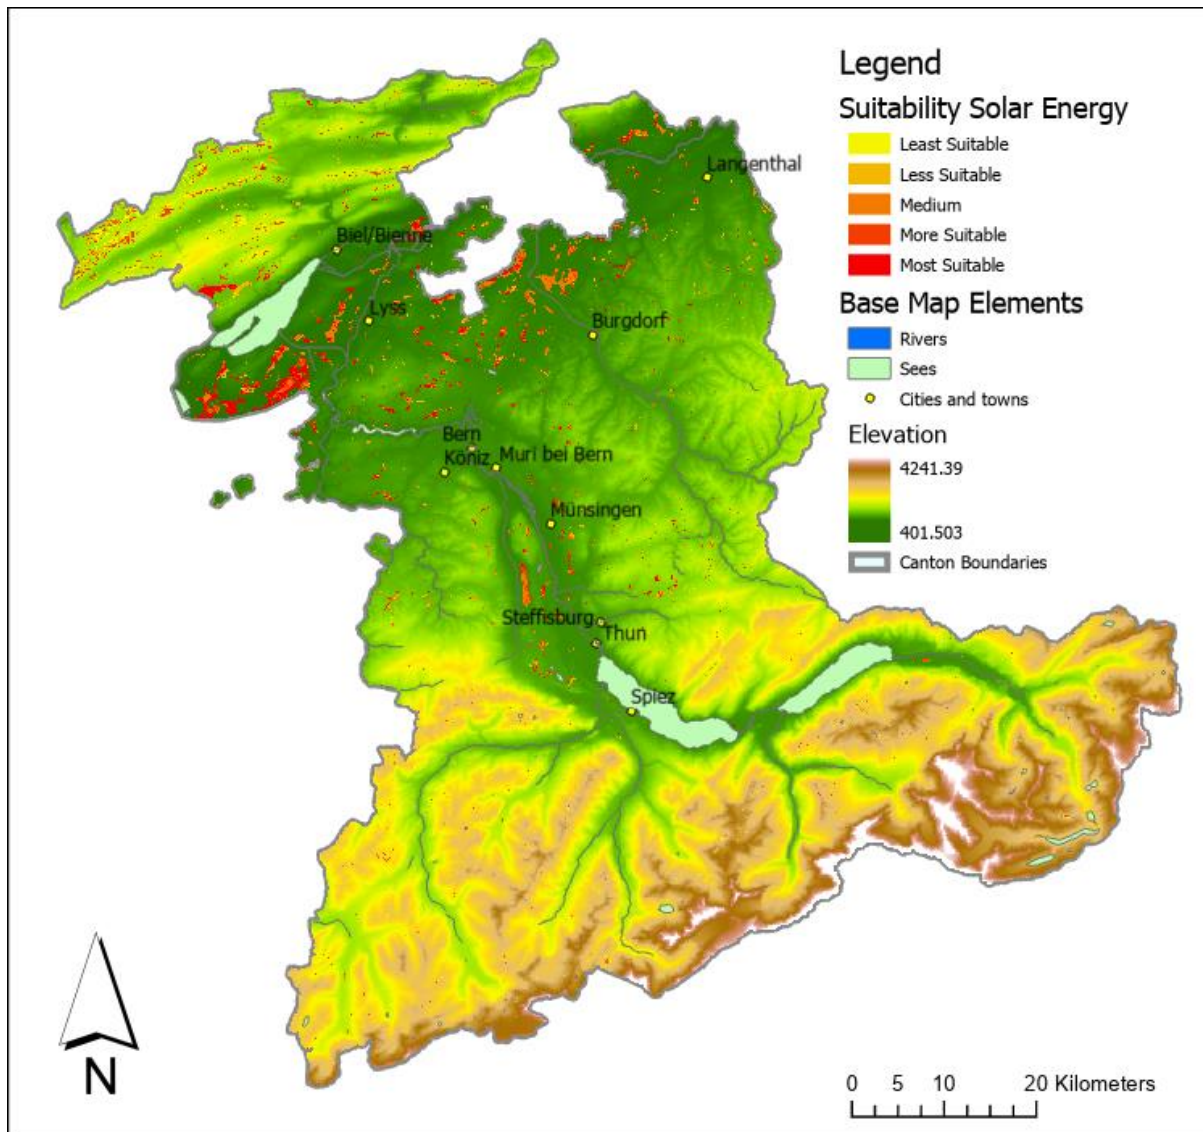 Legend
Suitability Solar Energy
Least Suitable
Less Suitable
Medium
More Suitable
Most Suitable
Base Map Elements
Rivers
Sees
Cities and towns
Elevation
4241.39
401.503
Canton Boundaries
Langenthal
Biel/Bienne
Lyss
Burgdorf
Bern
Köniz
Muri bei Bern
Münsingen
Steffisburg
Thun
Spiez
N
0 5 10 20 Kilometers